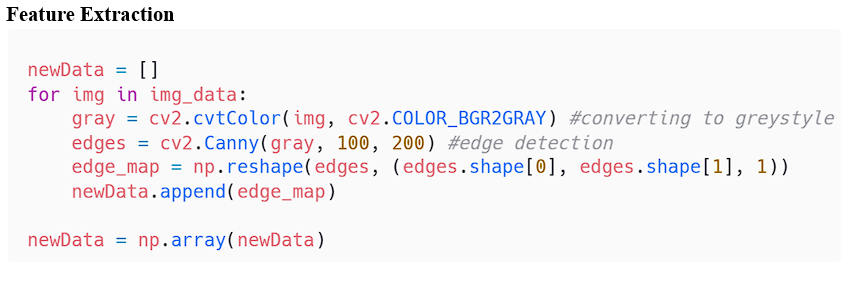 Feature Extraction
newData = []
for img in img_data:
    gray = cv2.cvtColor(img, cv2.COLOR_BGR2GRAY) #converting to greystyle
    edges = cv2.Canny(gray, 100, 200) #edge detection
    edge_map = np.reshape(edges, (edges.shape[0], edges.shape[1], 1))
    newData.append(edge_map)
newData = np.array(newData)